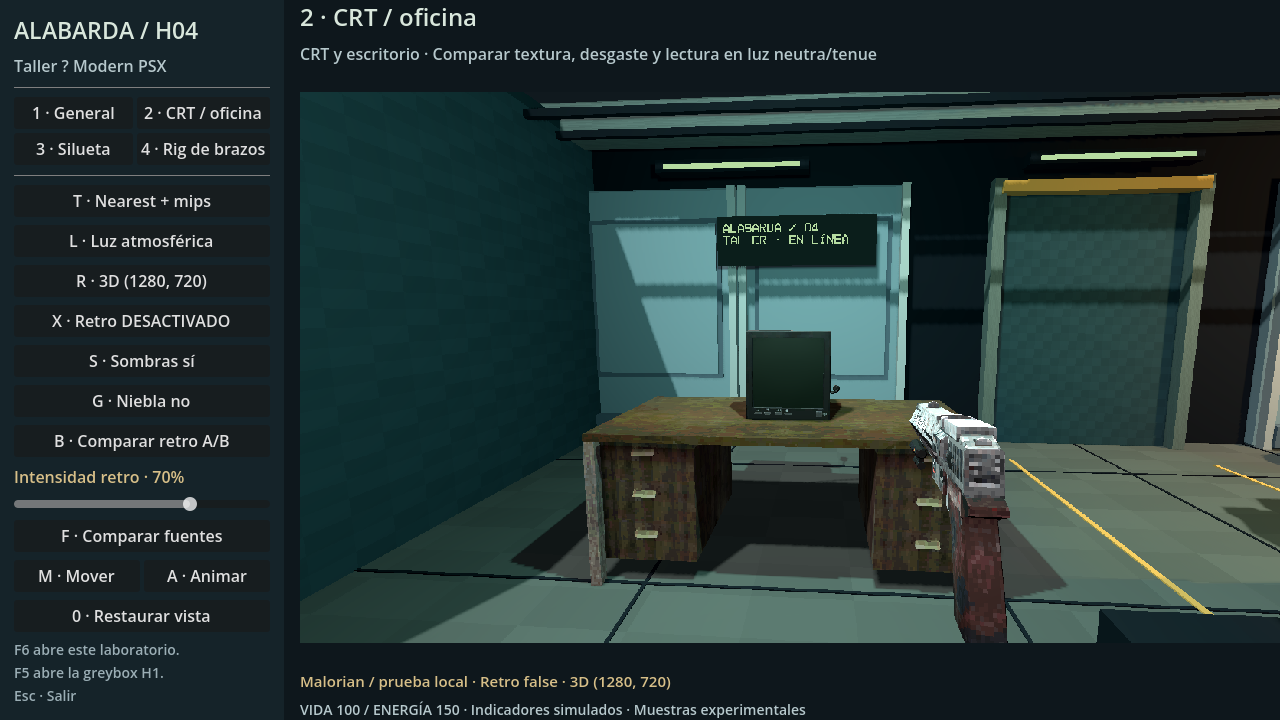 ALABARDA / H04
Taller ? Modern PSX
1 · General
2 · CRT / oficina
3 · Silueta
4 · Rig de brazos
T · Nearest + mips
L · Luz atmosférica
R · 3D (1280, 720)
X · Retro DESACTIVADO
S · Sombras sí
G · Niebla no
B · Comparar retro A/B
Intensidad retro · 70%
F · Comparar fuentes
M · Mover
A · Animar
0 · Restaurar vista
F6 abre este laboratorio.
F5 abre la greybox H1.
Esc · Salir
2 · CRT / oficina
CRT y escritorio · Comparar textura, desgaste y lectura en luz neutra/tenue
ALABARDA / 04
TALLER · EN LÍNEA
Malorian / prueba local · Retro false · 3D (1280, 720)
VIDA 100 / ENERGÍA 150 · Indicadores simulados · Muestras experimentales